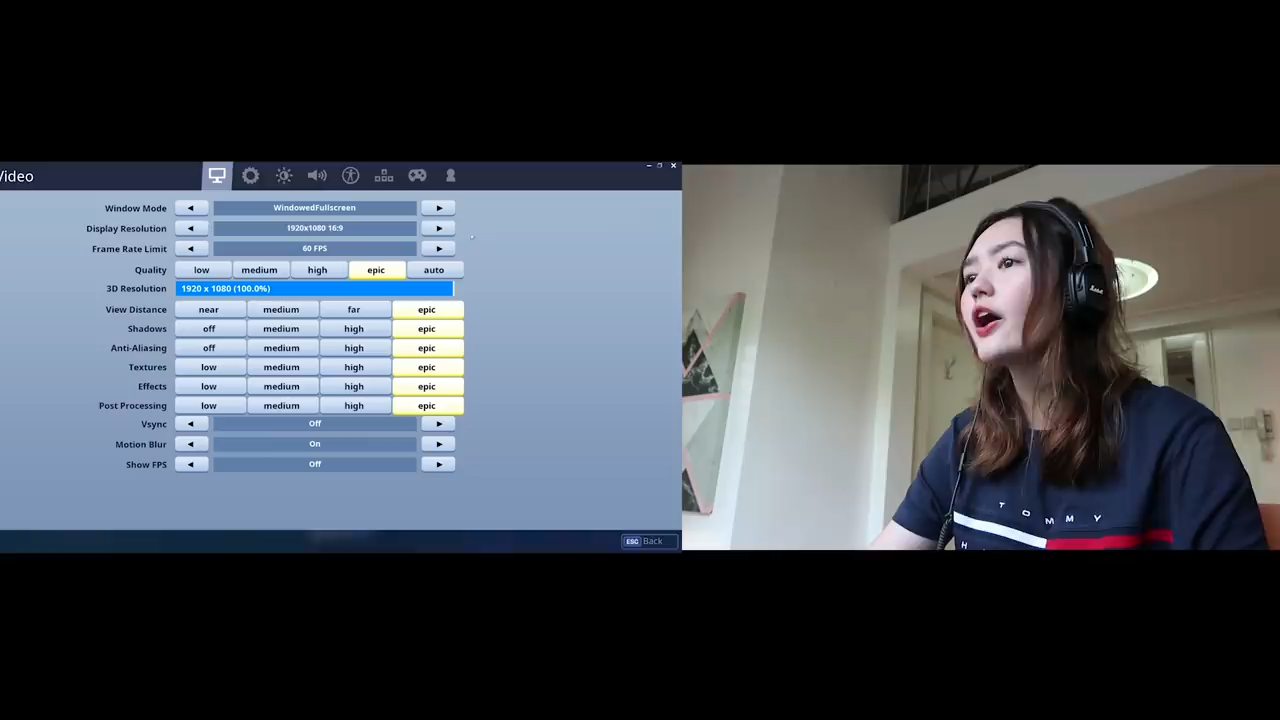 Video
Window Mode WindowedFullscreen
Display Resolution 1920x1080 16:9
Frame Rate Limit 60 FPS
Quality low medium high epic auto
3D Resolution 1920 x 1080 (100.0%)
View Distance near medium far epic
Shadows off medium high epic
Anti-Aliasing off medium high epic
Textures low medium high epic
Effects low medium high epic
Post Processing low medium high epic
Vsync Off
Motion Blur On
Show FPS Off
ESC Back
TOMMY
H